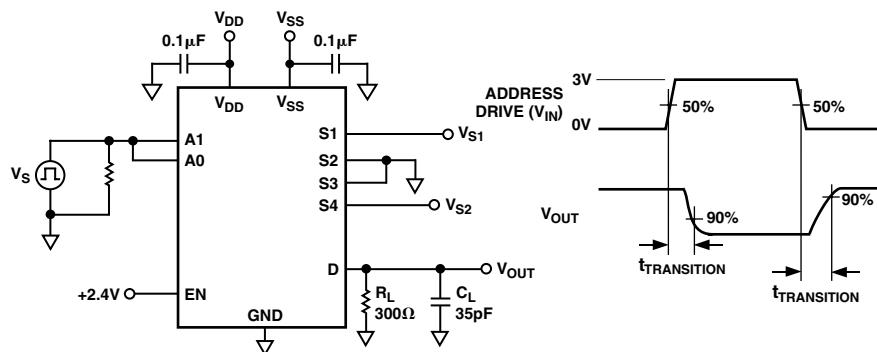 VDD
VSS
0.1µF
0.1µF
VDD
VSS
A1
A0
VS
S1
VS1
S2
S3
S4
VS2
D
VOUT
+2.4V
EN
GND
RL
300Ω
CL
35pF
3V
ADDRESS
DRIVE (VIN)
50%
50%
0V
VOUT
90%
90%
tTRANSITION
tTRANSITION